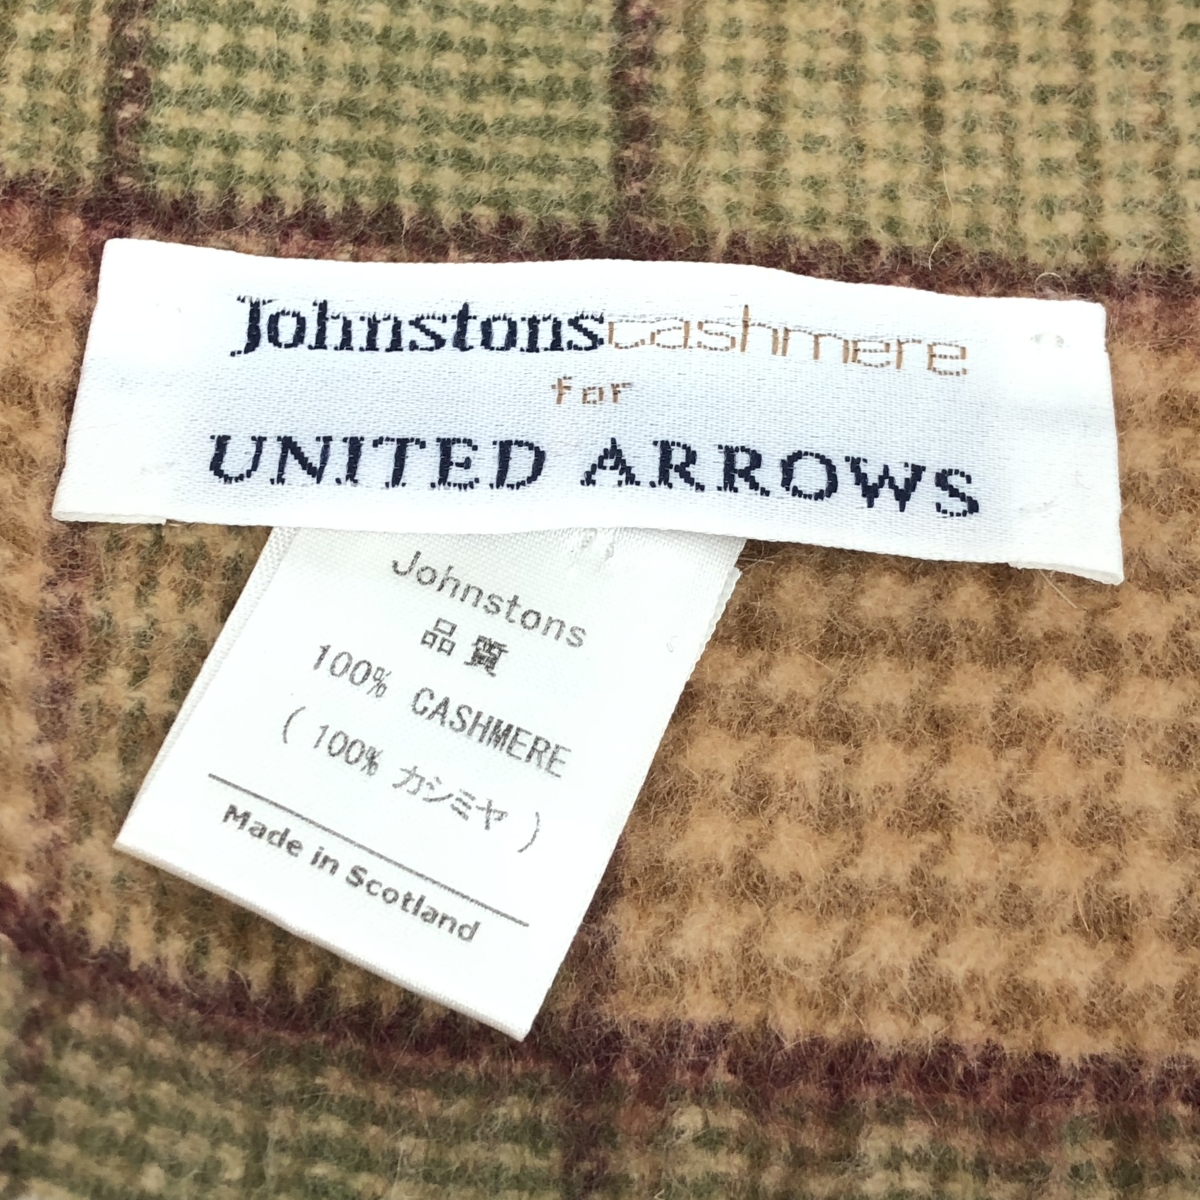 Johnstonscashmere
for
UNITED ARROWS
Johnstons
品質
100% CASHMERE
( 100% カシミヤ )
Made in Scotland